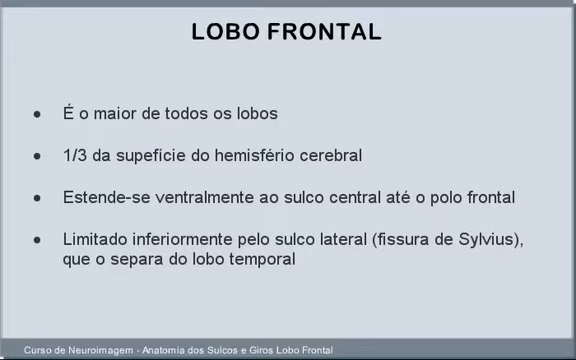 LOBO FRONTAL
● É o maior de todos os lobos
● 1/3 da supefície do hemisfério cerebral
● Estende-se ventralmente ao sulco central até o polo frontal
● Limitado inferiormente pelo sulco lateral (fissura de Sylvius),
que o separa do lobo temporal
Curso de Neuroimagem - Anatomia dos Sulcos e Giros Lobo Frontal